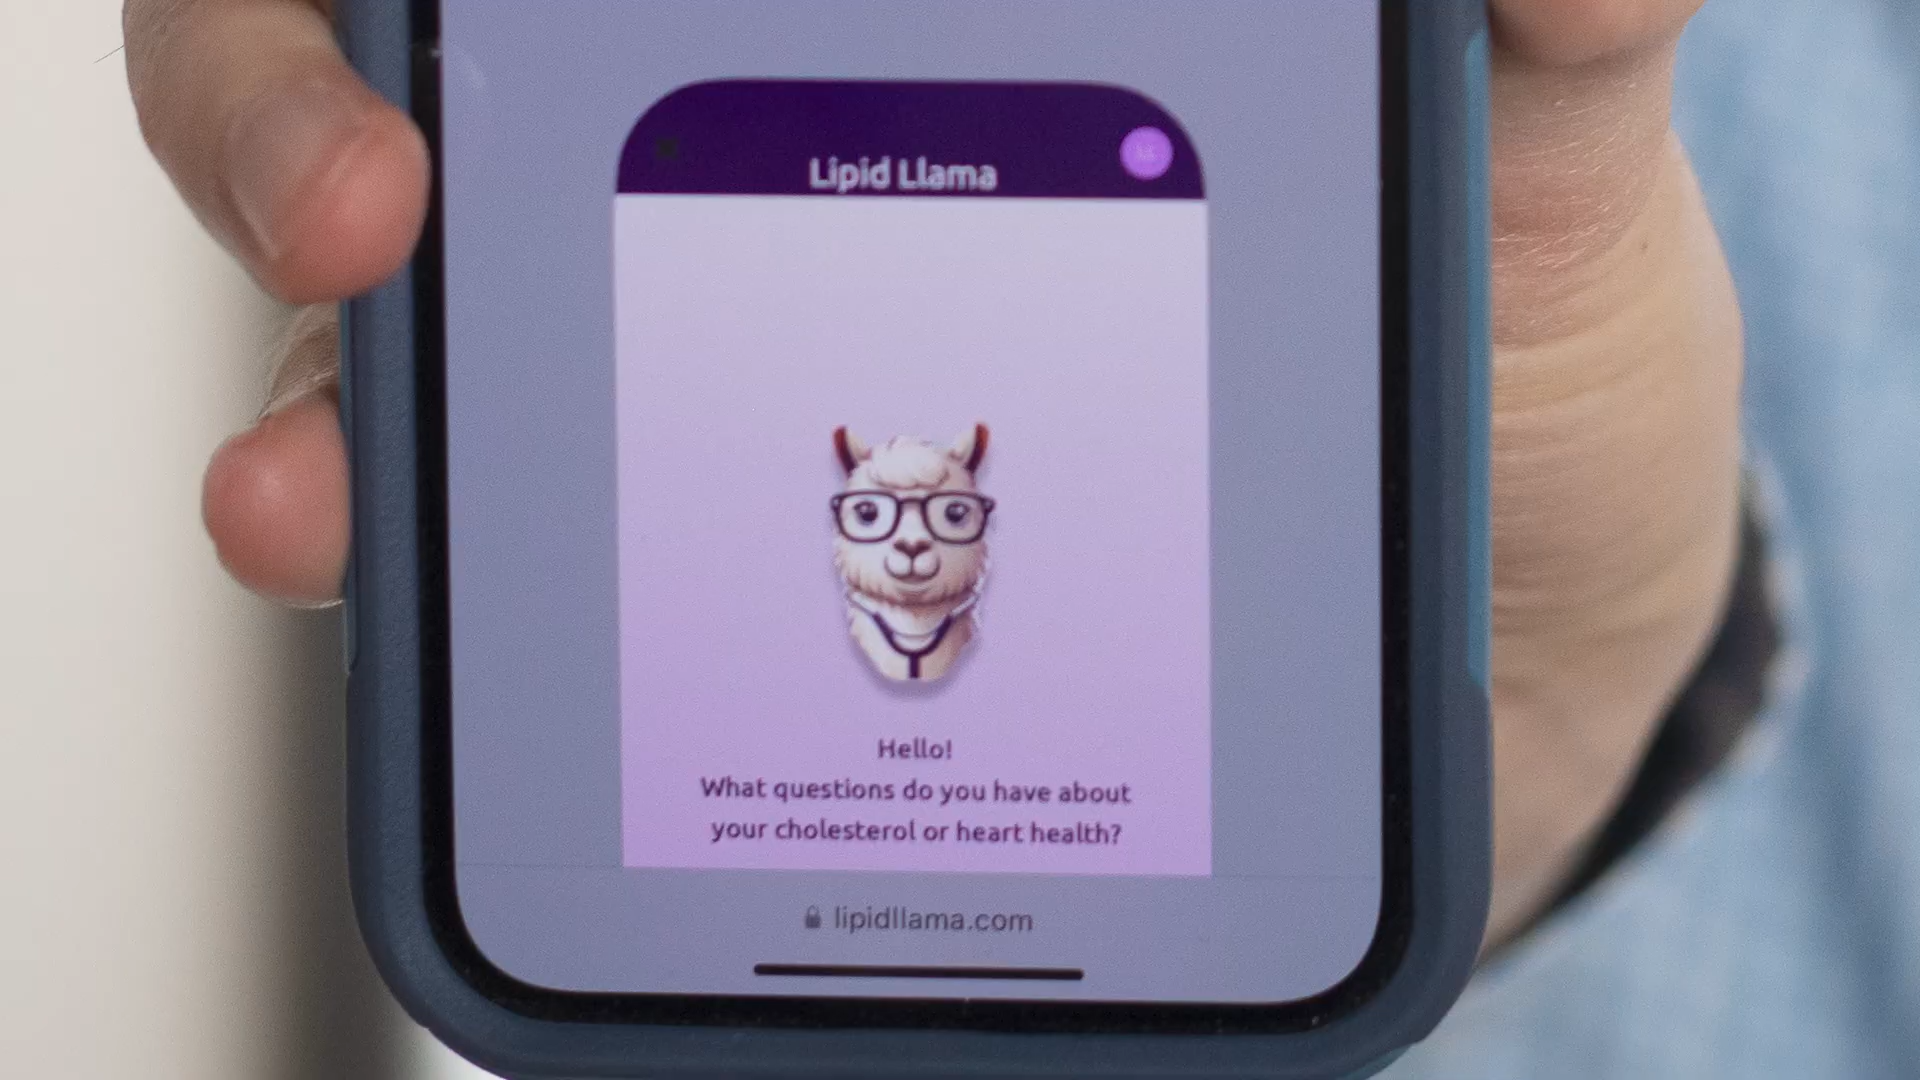 Lipid Llama
Hello!
What questions do you have about
your cholesterol or heart health?
lipidllama.com